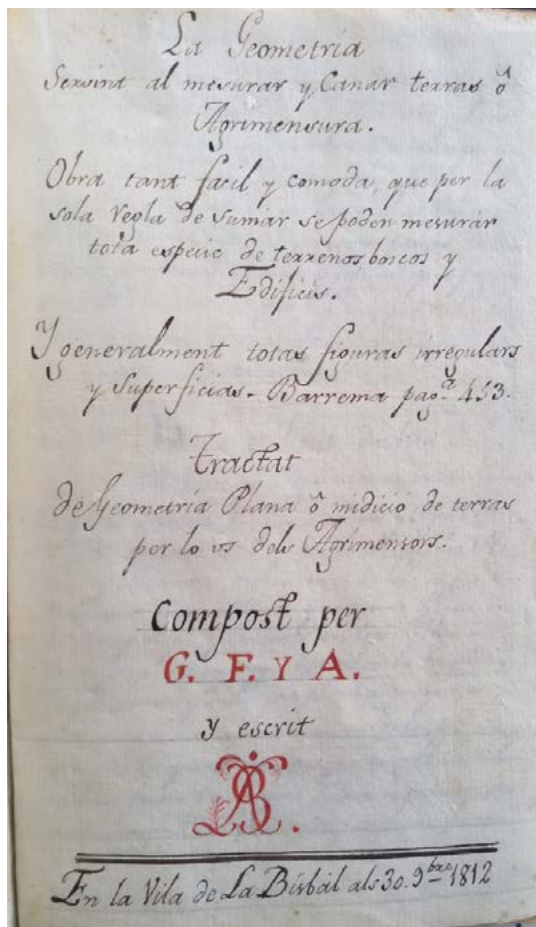 La Geometria
Servint al mesurar y Canar terras ô
Agrimensura.
Obra tant facil y comoda, que per la
sola regla de sumar se poden mesurar
tota especie de terrenos, boscos y
Edificis.
Y generalment totas figuras irregulars
y superficias. Barrema pag.ª 453.
Tractat
de Geometria Plana ô midició de terras
per lo us dels Agrimensors.
Compost per
G. F. Y A.
y escrit
En la Vila de La Bisbal als 30. 9bre 1812